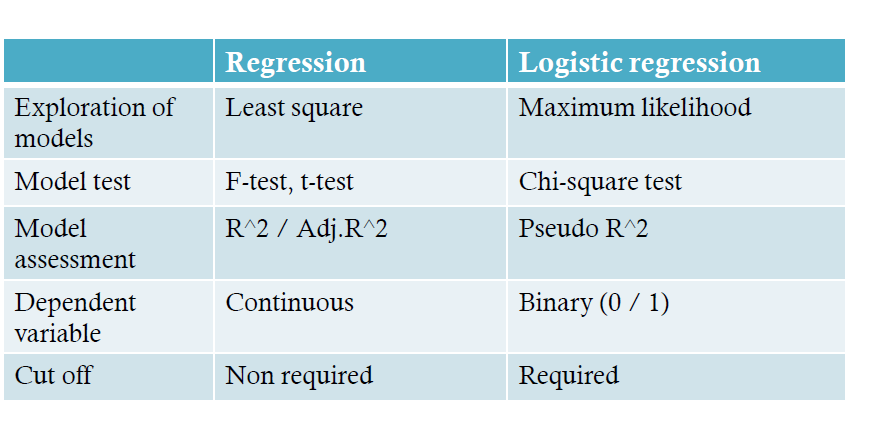 Regression Logistic regression
Exploration of Least square Maximum likelihood
models
Model test F-test, t-test Chi-square test
Model R^2 / Adj.R^2 Pseudo R^2
assessment
Dependent Continuous Binary (0 / 1)
variable
Cut off Non required Required